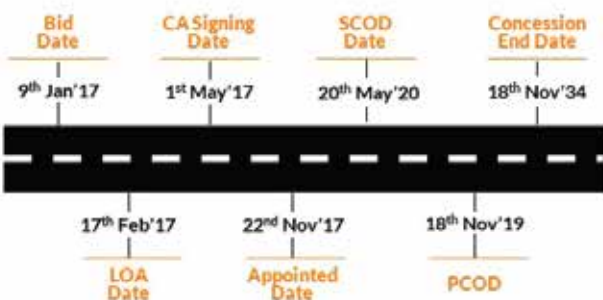 Bid
Date
CA Signing
Date
SCOD
Date
Concession
End Date
9th Jan'17
1st May'17
20th May'20
18th Nov'34
17th Feb'17
22nd Nov'17
18th Nov'19
LOA
Date
Appointed
Date
PCOD